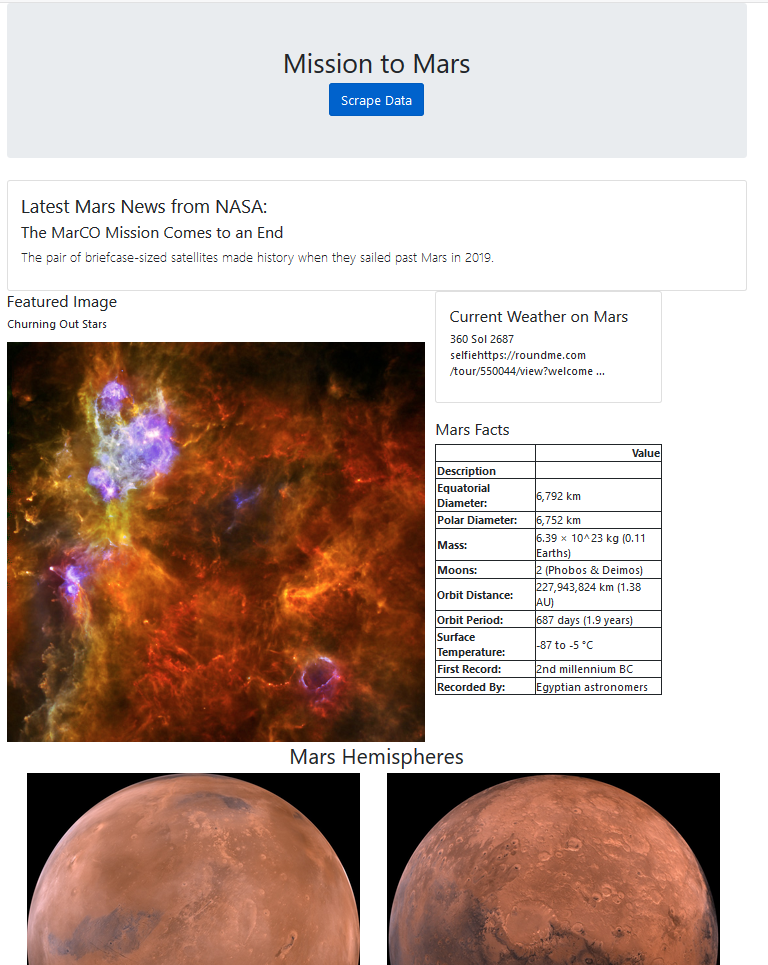 Mission to Mars
Scrape Data
Latest Mars News from NASA:
The MarCO Mission Comes to an End
The pair of briefcase-sized satellites made history when they sailed past Mars in 2019.
Featured Image
Churning Out Stars
Current Weather on Mars
360 Sol 2687
selfiehttps://roundme.com
/tour/550044/view?welcome ...
Mars Facts
Value
Description
Equatorial
Diameter:
6,792 km
Polar Diameter:
6,752 km
Mass:
6.39 × 10^23 kg (0.11
Earths)
Moons:
2 (Phobos & Deimos)
Orbit Distance:
227,943,824 km (1.38
AU)
Orbit Period:
687 days (1.9 years)
Surface
Temperature:
-87 to -5 °C
First Record:
2nd millennium BC
Recorded By:
Egyptian astronomers
Mars Hemispheres